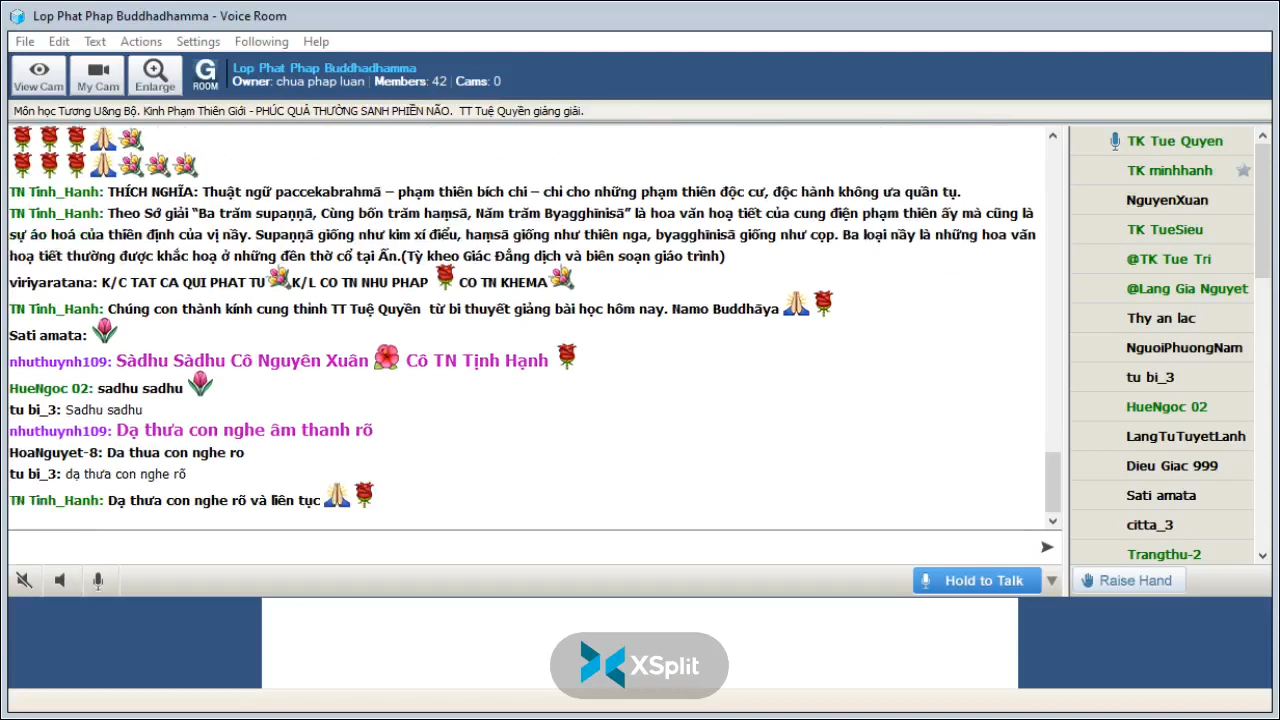 Lop Phat Phap Buddhadhamma - Voice Room
File Edit Text Actions Settings Following Help
View Cam My Cam Enlarge G ROOM
Lop Phat Phap Buddhadhamma
Owner: chua phap luan | Members: 42 | Cams: 0
Môn học Tương U&ng Bộ. Kinh Phạm Thiên Giới - PHÚC QUẢ THƯỜNG SANH PHIỀN NÃO. TT Tuệ Quyền giảng giải.
TN Tinh_Hanh: THÍCH NGHĨA: Thuật ngữ paccekabrahmā – phạm thiên bích chi – chi cho những phạm thiên độc cư, độc hành không ưa quần tụ.
TN Tinh_Hanh: Theo Sớ giải “Ba trăm supaṇṇā, Cùng bốn trăm haṃsā, Năm trăm Byagghīnisā” là hoa văn hoạ tiết của cung điện phạm thiên ấy mà cũng là
sự áo hoá của thiền định của vị nầy. Supaṇṇā giống như kim xí điểu, haṃsā giống như thiên nga, byagghīnisā giống như cọp. Ba loại nầy là những hoa văn
hoạ tiết thường được khắc hoạ ở những đền thờ cổ tại Ấn.(Tỳ kheo Giác Đẳng dịch và biên soạn giáo trình)
viriyaratana: K/C TAT CA QUI PHAT TU K/L CO TN NHU PHAP CO TN KHEMA
TN Tinh_Hanh: Chúng con thành kính cung thỉnh TT Tuệ Quyền từ bi thuyết giảng bài học hôm nay. Namo Buddhāya
Sati amata:
nhuthuynh109: Sàdhu Sàdhu Cô Nguyên Xuân Cô TN Tịnh Hạnh
HueNgoc 02: sadhu sadhu
tu bi_3: Sadhu sadhu
nhuthuynh109: Dạ thưa con nghe âm thanh rõ
HoaNguyet-8: Da thua con nghe ro
tu bi_3: dạ thưa con nghe rõ
TN Tinh_Hanh: Dạ thưa con nghe rõ và liên tục
Hold to Talk
TK Tue Quyen
TK minhhanh
NguyenXuan
TK TueSieu
@TK Tue Tri
@Lang Gia Nguyet
Thy an lac
NguoiPhuongNam
tu bi_3
HueNgoc 02
LangTuTuyetLanh
Dieu Giac 999
Sati amata
citta_3
Trangthu-2
Raise Hand
XSplit